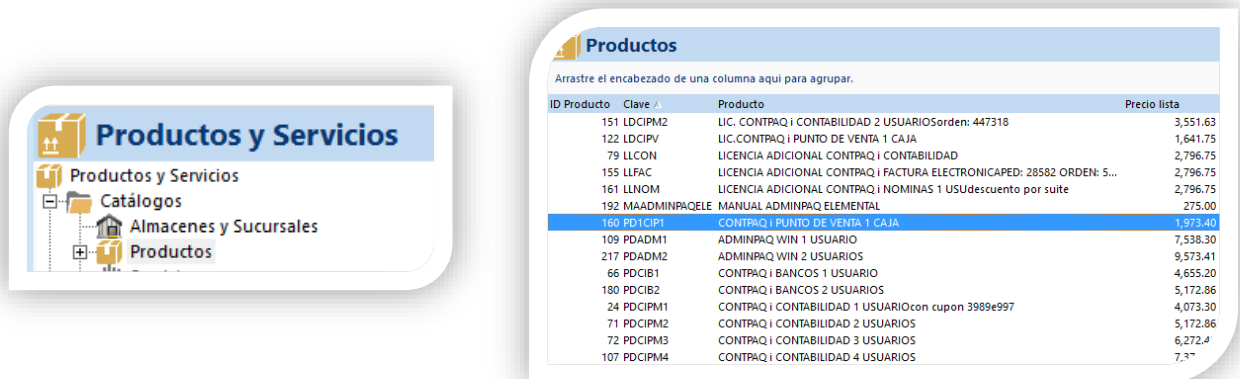 Productos y Servicios
Productos y Servicios
Catálogos
Almacenes y Sucursales
Productos
Productos
Arrastre el encabezado de una columna aqui para agrupar.
ID Producto Clave Producto Precio lista
151 LDCIPM2 LIC. CONTPAQ i CONTABILIDAD 2 USUARIOSorden: 447318 3,551.63
122 LDCIPV LIC.CONTPAQ i PUNTO DE VENTA 1 CAJA 1,641.75
79 LLCON LICENCIA ADICIONAL CONTPAQ i CONTABILIDAD 2,796.75
155 LLFAC LICENCIA ADICIONAL CONTPAQ i FACTURA ELECTRONICAPED: 28582 ORDEN: 5... 2,796.75
161 LLNOM LICENCIA ADICIONAL CONTPAQ i NOMINAS 1 USUdescuento por suite 2,796.75
192 MAADMINPAQELE MANUAL ADMINPAQ ELEMENTAL 275.00
160 PD1CIP1 CONTPAQ i PUNTO DE VENTA 1 CAJA 1,973.40
109 PDADM1 ADMINPAQ WIN 1 USUARIO 7,538.30
217 PDADM2 ADMINPAQ WIN 2 USUARIOS 9,573.41
66 PDCIB1 CONTPAQ i BANCOS 1 USUARIO 4,655.20
180 PDCIB2 CONTPAQ i BANCOS 2 USUARIOS 5,172.86
24 PDCIPM1 CONTPAQ i CONTABILIDAD 1 USUARIOcon cupon 3989e997 4,073.30
71 PDCIPM2 CONTPAQ i CONTABILIDAD 2 USUARIOS 5,172.86
72 PDCIPM3 CONTPAQ i CONTABILIDAD 3 USUARIOS
107 PDCIPM4 CONTPAQ i CONTABILIDAD 4 USUARIOS